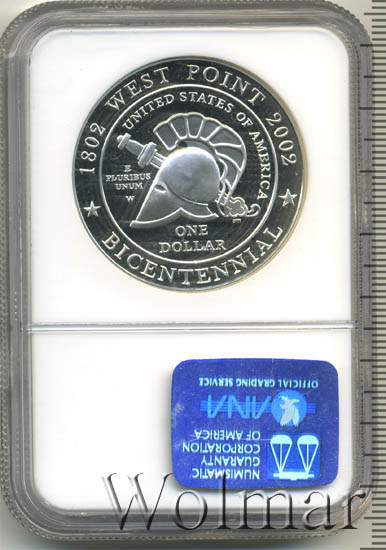 1802 WEST POINT 2002
UNITED STATES OF AMERICA
E
PLURIBUS
UNUM
W
ONE
DOLLAR
BICENTENNIAL
NUMISMATIC
GUARANTY
CORPORATION
OF AMERICA
ANA
OFFICIAL GRADING SERVICE
Wolmar